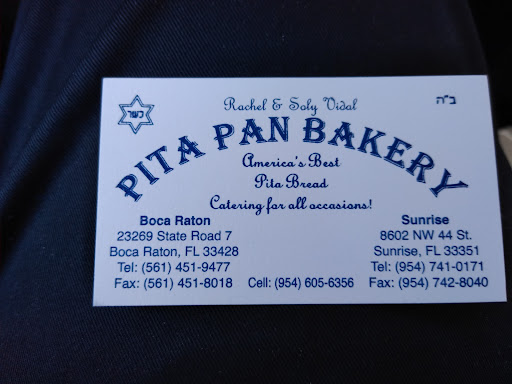 Rachel & Soly Vidal
כשר
ב"ה
PITA PAN BAKERY
America's Best
Pita Bread
Catering for all occasions!
Boca Raton
23269 State Road 7
Boca Raton, FL 33428
Tel: (561) 451-9477
Fax: (561) 451-8018
Cell: (954) 605-6356
Sunrise
8602 NW 44 St.
Sunrise, FL 33351
Tel: (954) 741-0171
Fax: (954) 742-8040